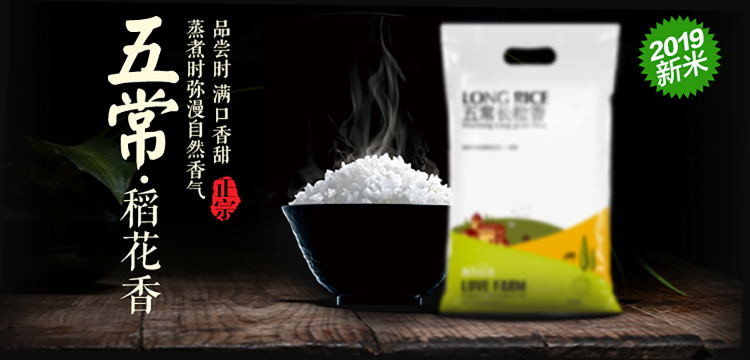 五常·稻花香
品尝时 满口香甜
蒸煮时弥漫自然香气
正宗
LONG RICE
五常长粒香
LOVE FARM
2019
新米